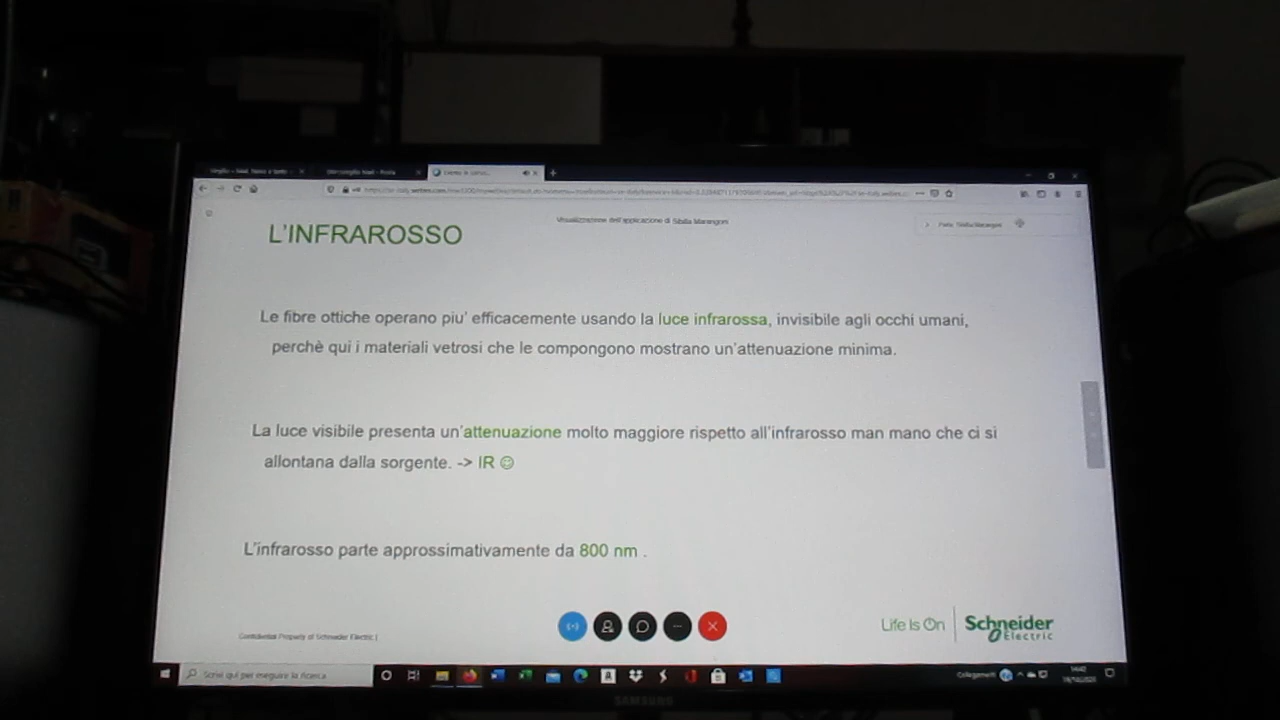 L'INFRAROSSO
Visualizzazione dell'applicazione di Sibilla Marangoni
Le fibre ottiche operano piu' efficacemente usando la luce infrarossa, invisibile agli occhi umani,
perchè qui i materiali vetrosi che le compongono mostrano un'attenuazione minima.
La luce visibile presenta un'attenuazione molto maggiore rispetto all'infrarosso man mano che ci si
allontana dalla sorgente. -> IR ☺
L'infrarosso parte approssimativamente da 800 nm .
Confidential Property of Schneider Electric |
Life Is On
Schneider
Electric
Scrivi qui per eseguire la ricerca
Collegamenti
SAMSUNG